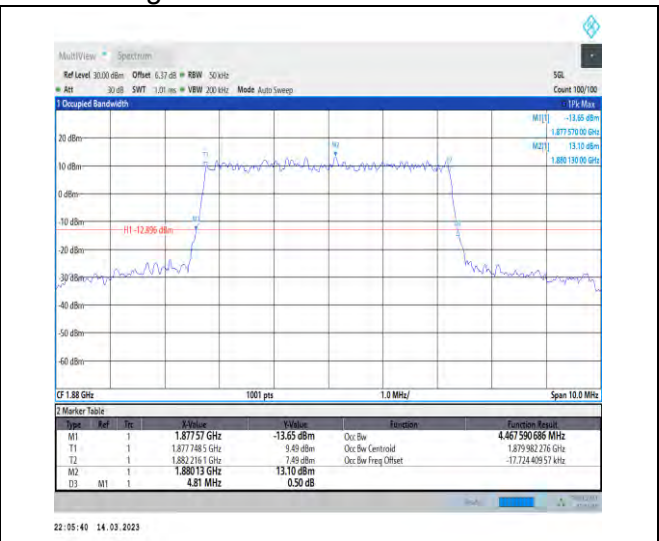 MultiView Spectrum
Ref Level 30.00 dBm Offset 6.37 dB RBW 50 kHz SGL
Att 30 dB SWT 1.01 ms VBW 200 kHz Mode Auto Sweep Count 100/100
1 Occupied Bandwidth 1Pk Max
M1[1] -13.65 dBm
1.877 570 00 GHz
M2[1] 13.10 dBm
1.880 130 00 GHz
20 dBm
M2
T1
10 dBm
0 dBm
-10 dBm
M1
H1 -12.896 dBm
-20 dBm
-30 dBm
-40 dBm
-50 dBm
-60 dBm
CF 1.88 GHz 1001 pts 1.0 MHz/ Span 10.0 MHz
2 Marker Table
Type Ref Trc X-Value Y-Value Function Function Result
M1 1 1.87757 GHz -13.65 dBm Occ Bw 4.467 590 686 MHz
T1 1 1.877 748 5 GHz 9.49 dBm Occ Bw Centroid 1.879 982 276 GHz
T2 1 1.882 216 1 GHz 7.49 dBm Occ Bw Freq Offset -17.724 409 57 kHz
M2 1 1.88013 GHz 13.10 dBm
D3 M1 1 4.81 MHz 0.50 dB
22:05:40 14.03.2023